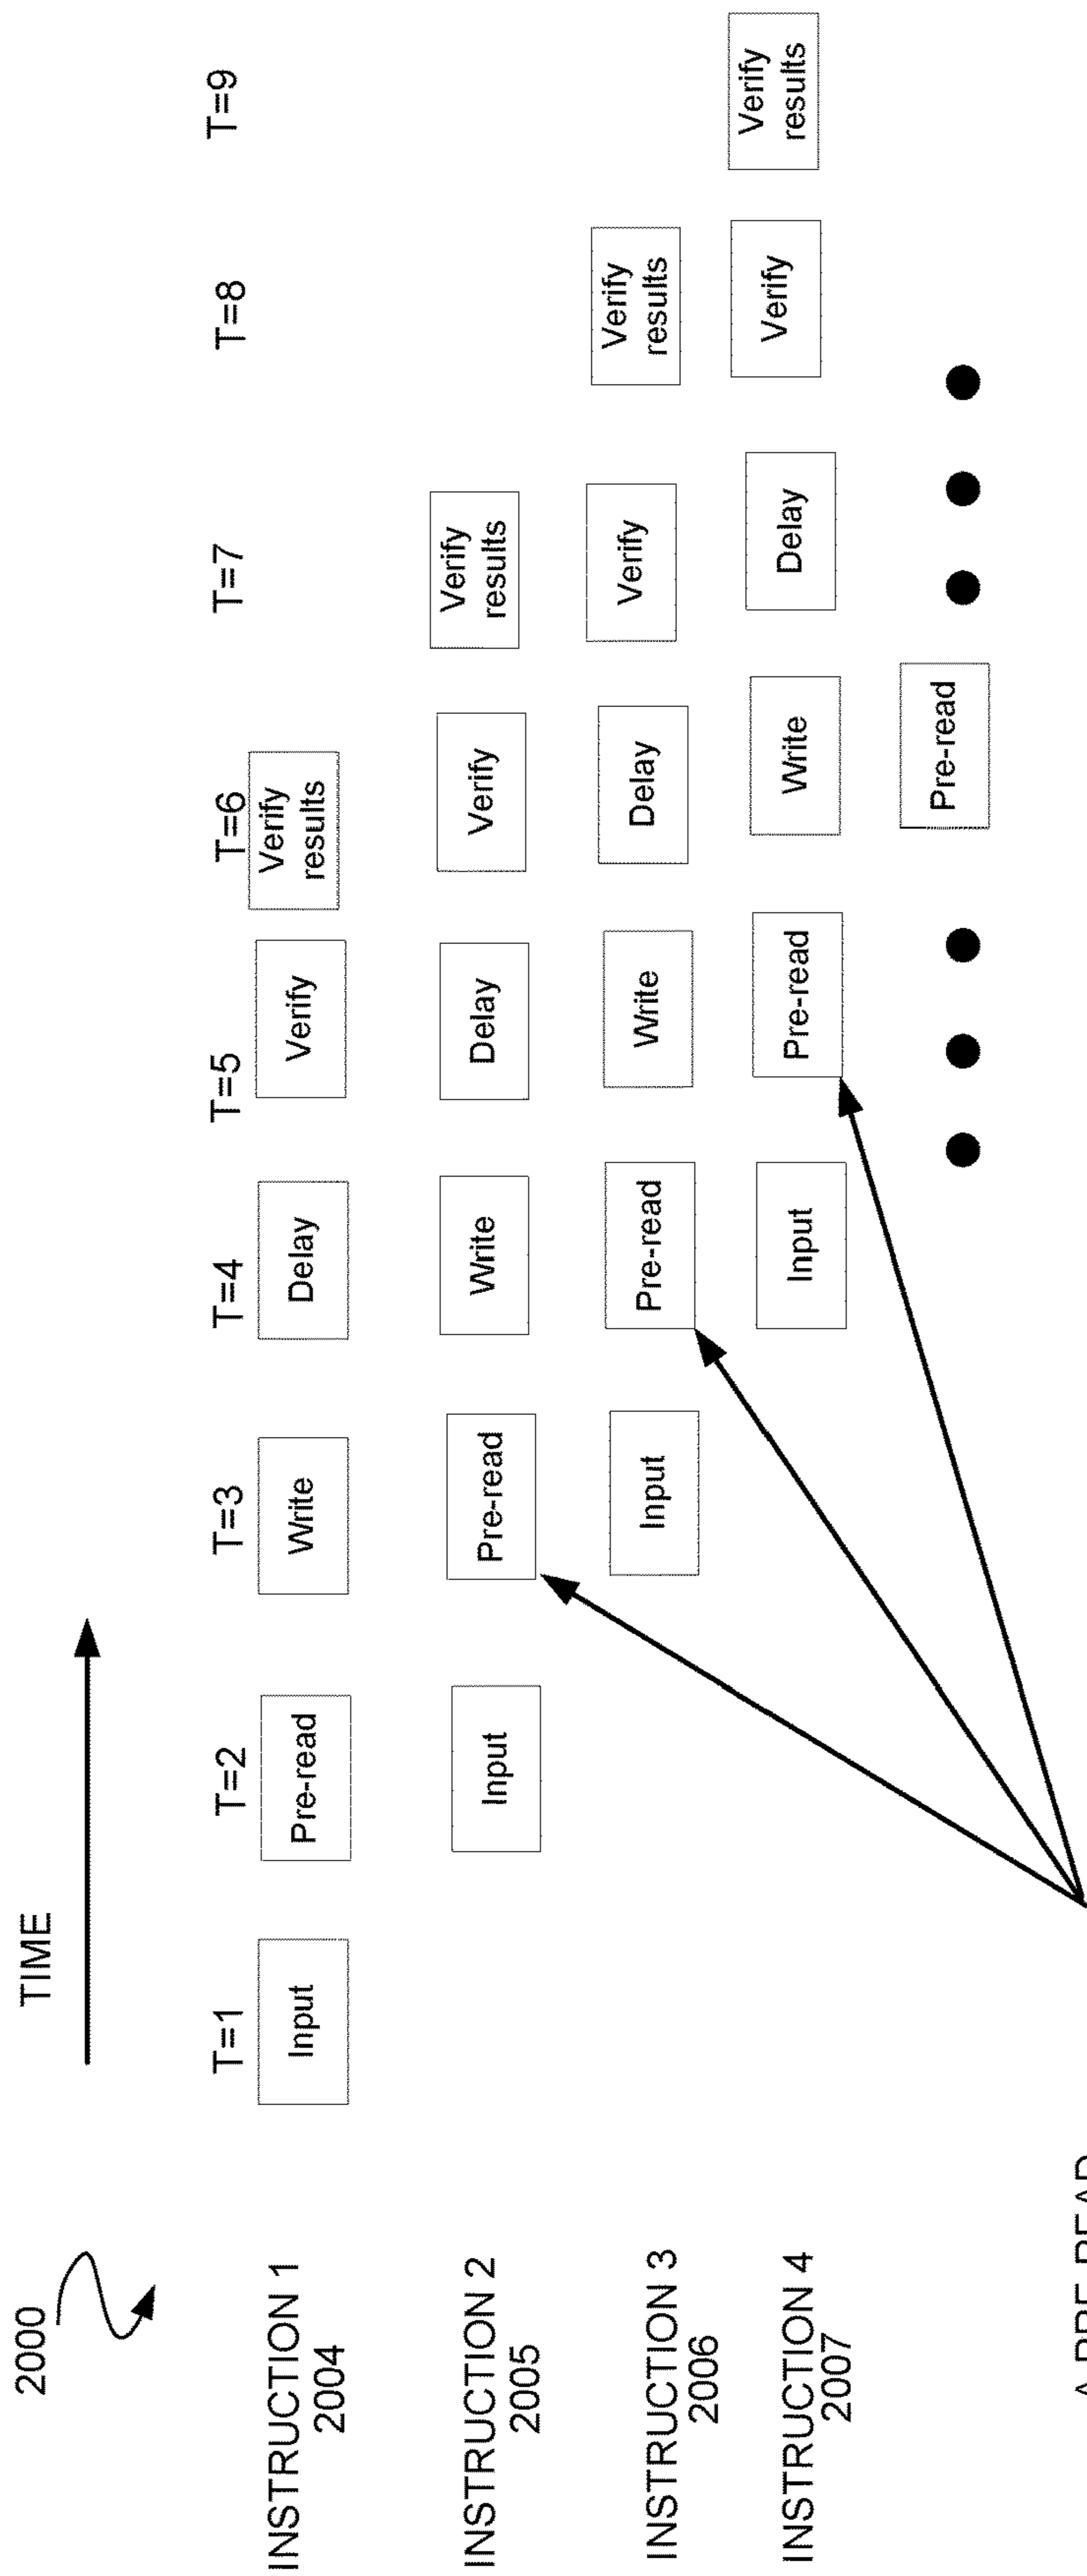 2000
TIME
T=1
T=2
T=3
T=4
T=5
T=6
T=7
T=8
T=9
INSTRUCTION 1
2004
Input
Pre-read
Write
Delay
Verify
Verify
results
INSTRUCTION 2
2005
Input
Pre-read
Write
Delay
Verify
Verify
results
INSTRUCTION 3
2006
Input
Pre-read
Write
Delay
Verify
Verify
results
INSTRUCTION 4
2007
Input
Pre-read
Write
Delay
Verify
Verify
results
Pre-read
A PRE-READ